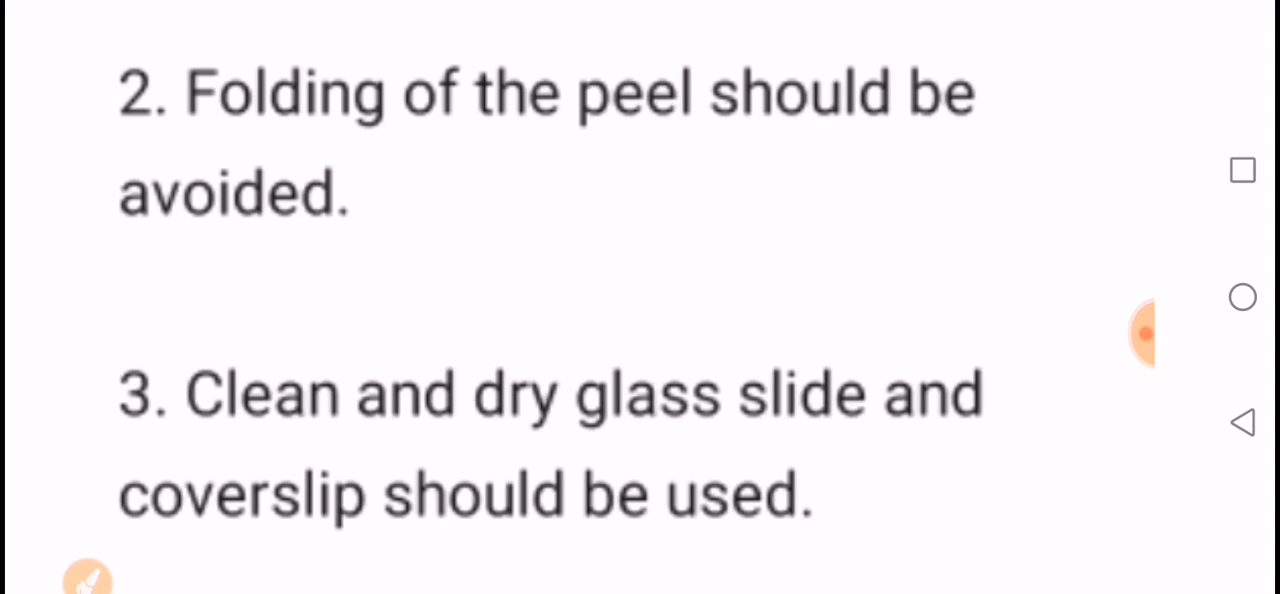 2. Folding of the peel should be
avoided.
3. Clean and dry glass slide and
coverslip should be used.